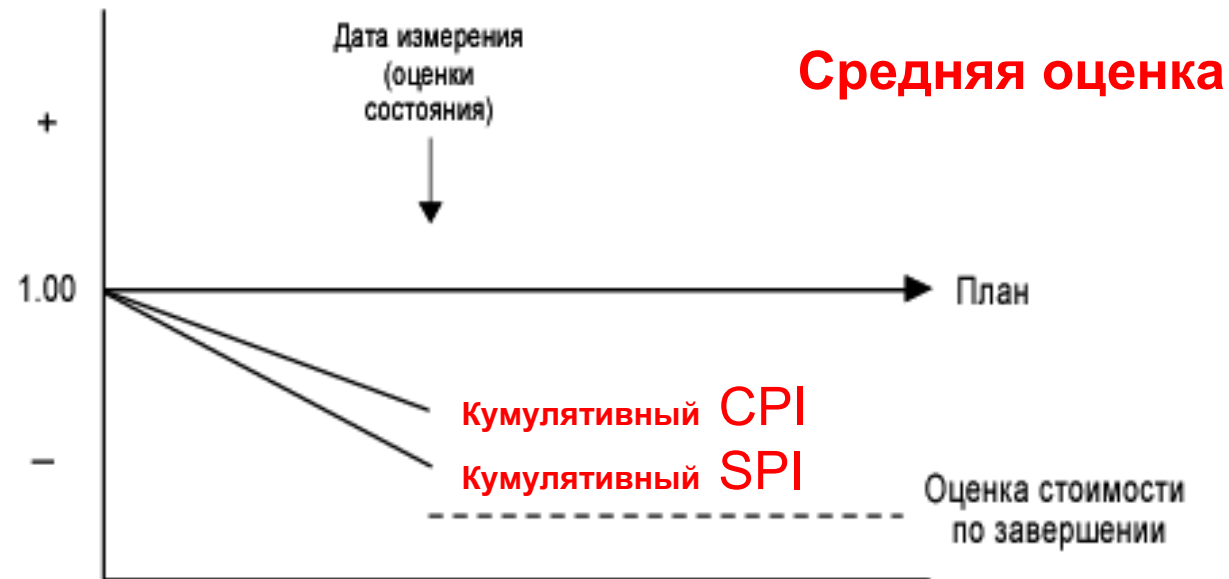 Дата измерения
(оценки
состояния)
Средняя оценка
+
1.00
План
Кумулятивный CPI
–
Кумулятивный SPI
Оценка стоимости
по завершении